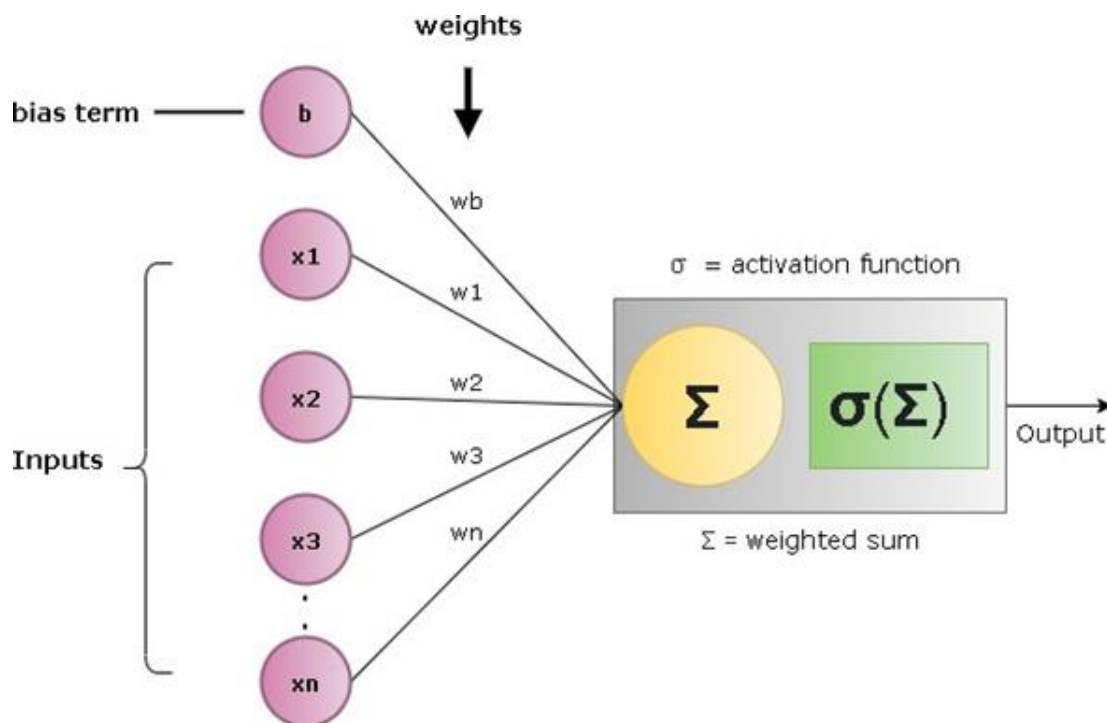 weights
bias term
b
wb
x1
w1
σ = activation function
x2
w2
Σ
σ(Σ)
Output
Inputs
w3
x3
wn
Σ = weighted sum
xn